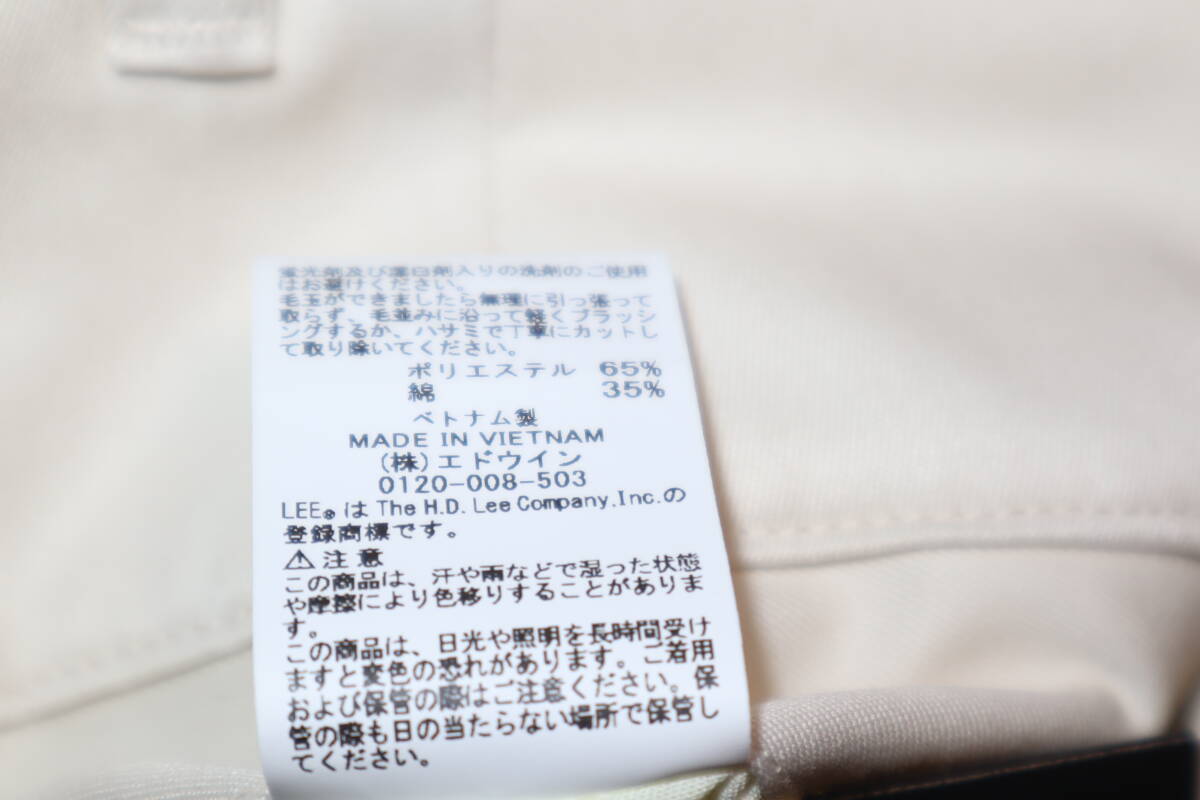 蛍光剤及び漂白剤入りの洗剤のご使用
はお避けください。
毛玉ができましたら無理に引っ張って
取らず、毛並みに沿って軽くブラッシ
ングするか、ハサミで丁寧にカットし
て取り除いてください。
ポリエステル 65%
綿 35%
ベトナム製
MADE IN VIETNAM
(株)エドウイン
0120-008-503
LEE®は The H.D. Lee Company.Inc.の
登録商標です。
⚠注意
この商品は、汗や雨などで湿った状態
や摩擦により色移りすることがありま
す。
この商品は、日光や照明を長時間受け
ますと変色の恐れがあります。ご着用
および保管の際はご注意ください。保
管の際も日の当たらない場所で保管し
てください。